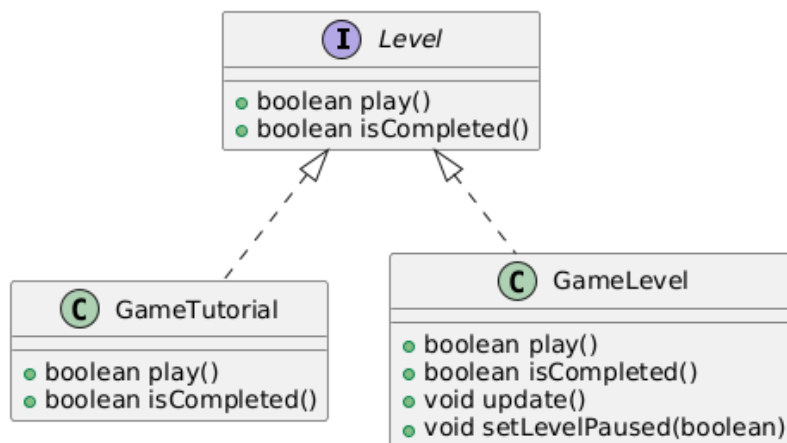 I Level
boolean play()
boolean isCompleted()
C GameTutorial
boolean play()
boolean isCompleted()
C GameLevel
boolean play()
boolean isCompleted()
void update()
void setLevelPaused(boolean)